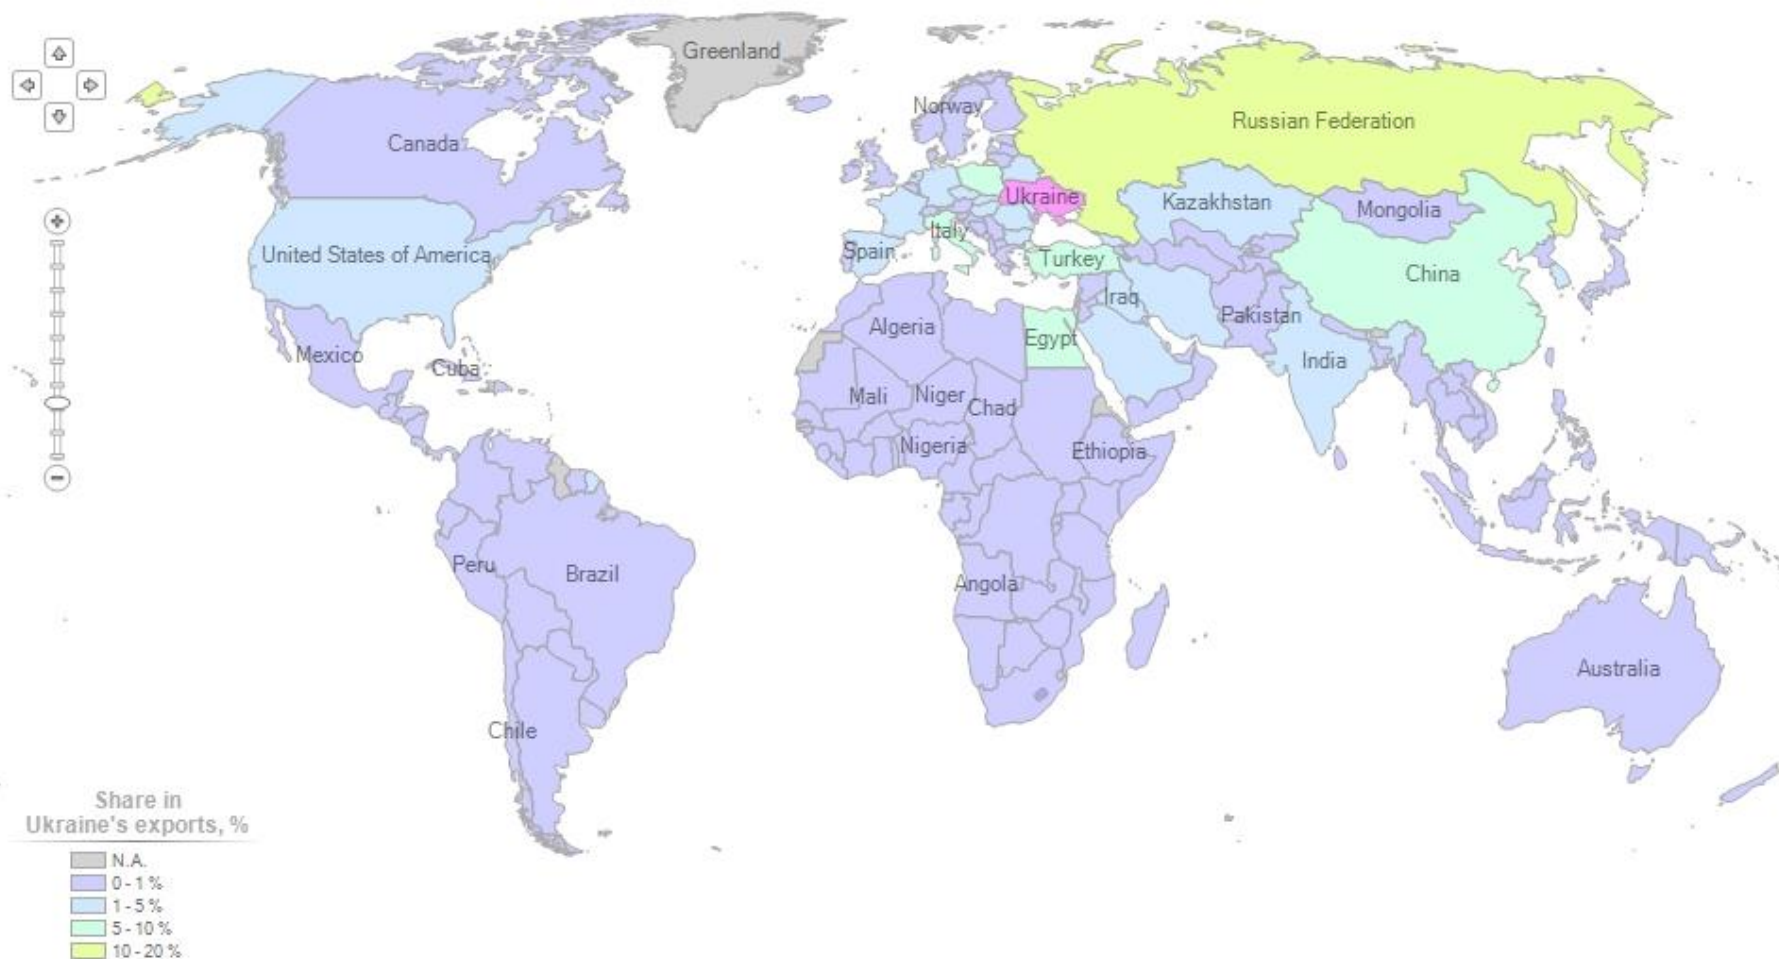 Greenland
Norway
Russian Federation
Canada
Ukraine
Kazakhstan
Mongolia
Italy
Spain
United States of America
Turkey
China
Iraq
Pakistan
Algeria
Egypt
India
Mexico
Cuba
Mali
Niger
Chad
Nigeria
Ethiopia
Peru
Brazil
Angola
Australia
Chile
Share in
Ukraine's exports, %
N.A.
0 - 1 %
1 - 5 %
5 - 10 %
10 - 20 %